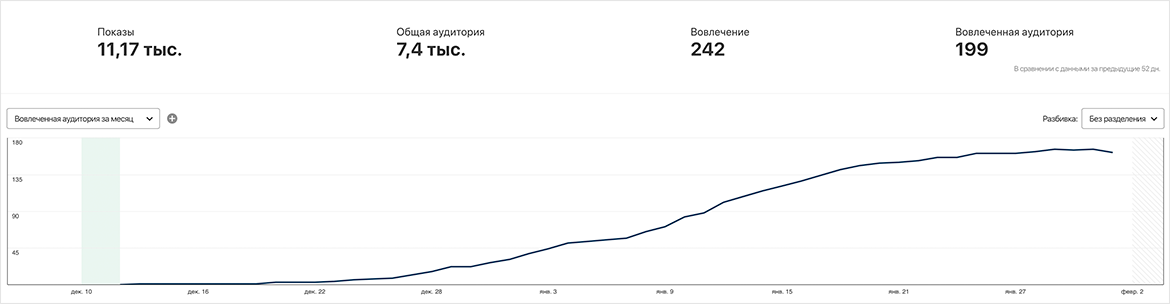 Показы
11,17 тыс.
Общая аудитория
7,4 тыс.
Вовлечение
242
Вовлеченная аудитория
199
В сравнении с данными за предыдущие 52 дн.
Вовлеченная аудитория за месяц
Разбивка: Без разделения
180
135
90
45
дек. 10 дек. 16 дек. 22 дек. 28 янв. 3 янв. 9 янв. 15 янв. 21 янв. 27 февр. 2